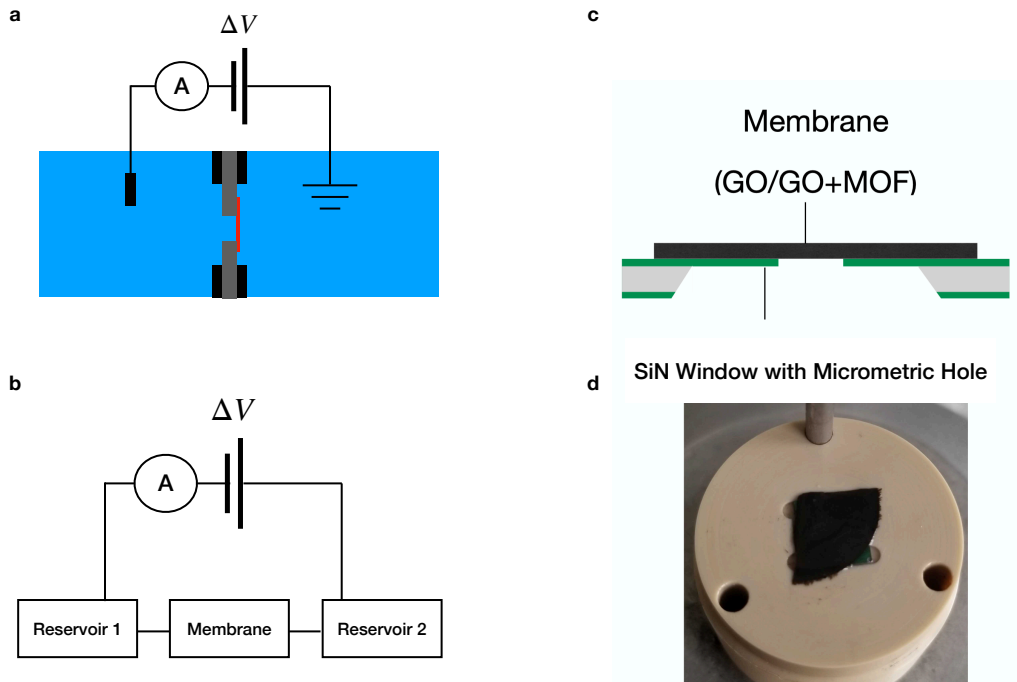 a
ΔV
A
b
ΔV
A
Reservoir 1
Membrane
Reservoir 2
c
Membrane
(GO/GO+MOF)
SiN Window with Micrometric Hole
d